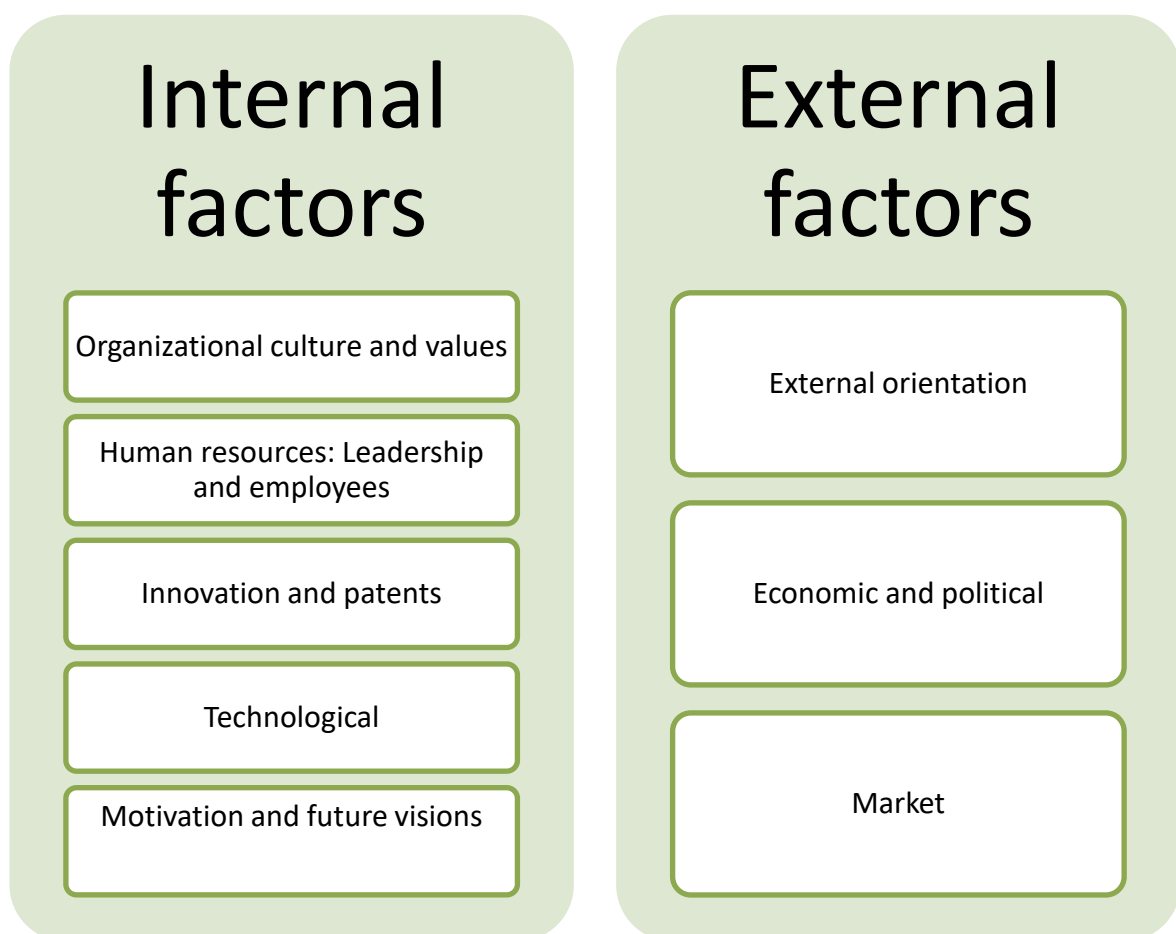 Internal
factors
Organizational culture and values
Human resources: Leadership
and employees
Innovation and patents
Technological
Motivation and future visions
External
factors
External orientation
Economic and political
Market